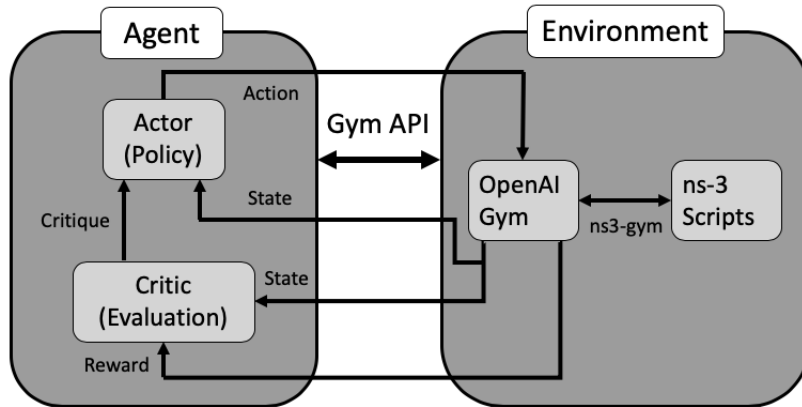 Agent
Environment
Action
Actor
(Policy)
Gym API
State
OpenAI
Gym
ns3-gym
ns-3
Scripts
Critique
State
Critic
(Evaluation)
Reward